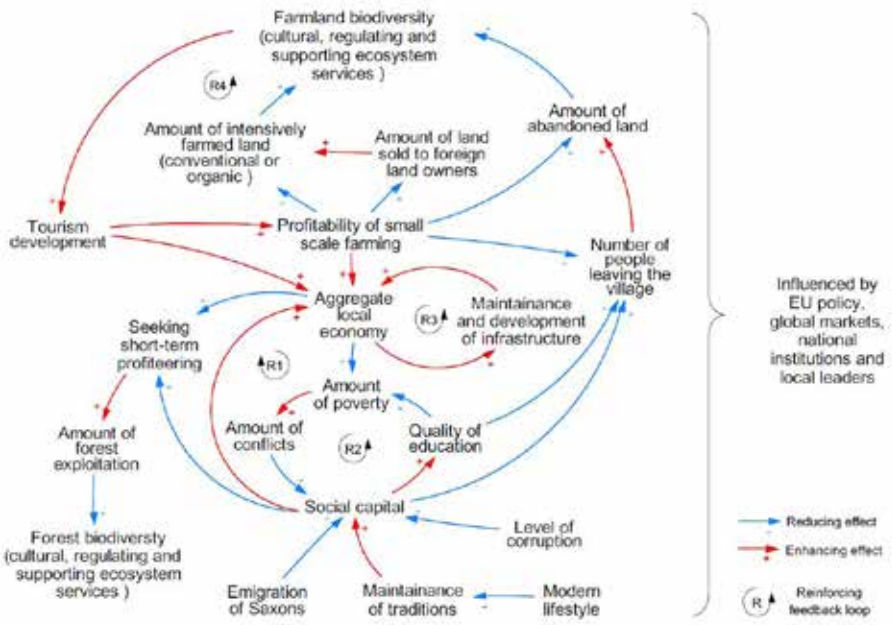 Farmland biodiversity
(cultural, regulating and
supporting ecosystem
services )
R4
Amount of intensively
farmed land
(conventional or
organic )
Amount of land
sold to foreign
land owners
Amount of
abandoned land
Tourism
development
Profitability of small
scale farming
Number of
people
leaving the
village
Aggregate
local
economy
R3
Maintainance
and development
of infrastructure
Seeking
short-term
profiteering
R1
Amount
of poverty
Amount of
forest
exploitation
Amount of
conflicts
R2
Quality of
education
Social capital
Forest biodiversty
(cultural, regulating and
supporting ecosystem
services )
Level of
corruption
Emigration
of Saxons
Maintainance
of traditions
Modern
lifestyle
Influenced by
EU policy,
global markets,
national
institutions and
local leaders
Reducing effect
Enhancing effect
R
Reinforcing
feedback loop